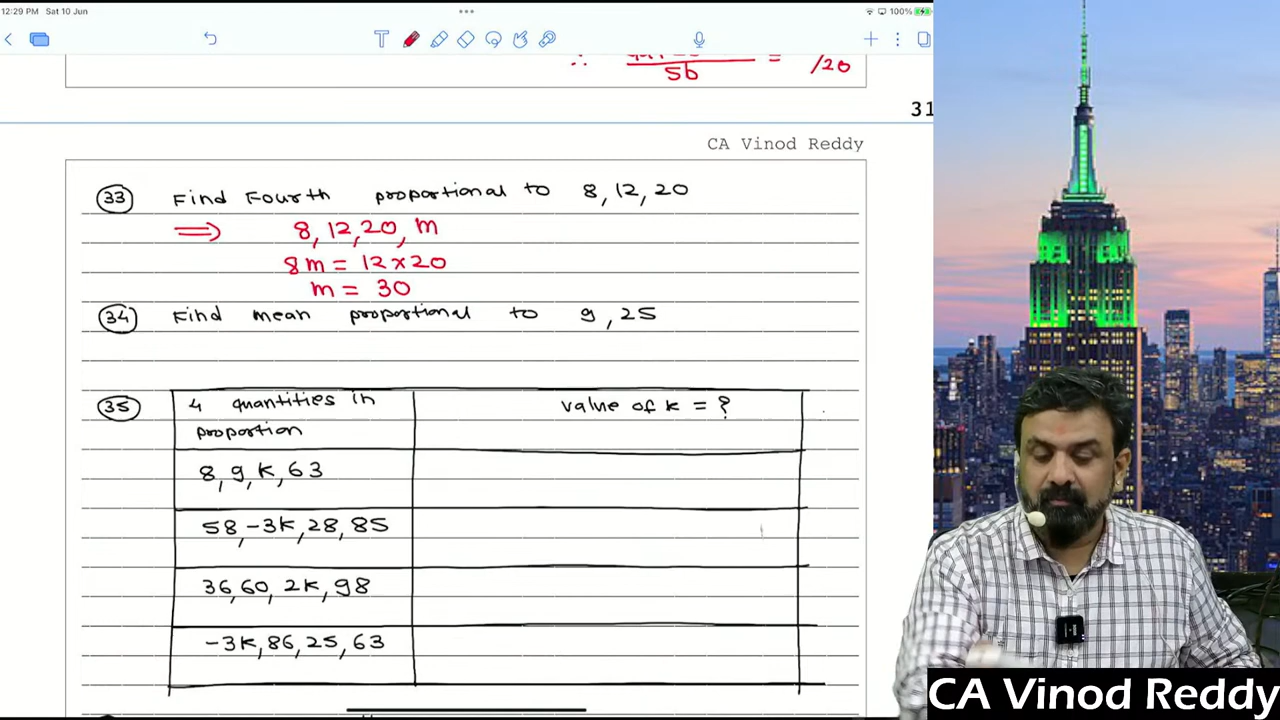 12:29 PM Sat 10 Jun
100%
5b = /20
31
CA Vinod Reddy
33 Find Fourth proportional to 8, 12, 20
⇒ 8, 12, 20, m
8m = 12×20
m = 30
34 Find mean proportional to 9, 25
35 4 quantities in proportion value of k = ?
8, 9, k, 63
58, -3k, 28, 85
36, 60, 2k, 98
-3k, 86, 25, 63
CA Vinod Reddy